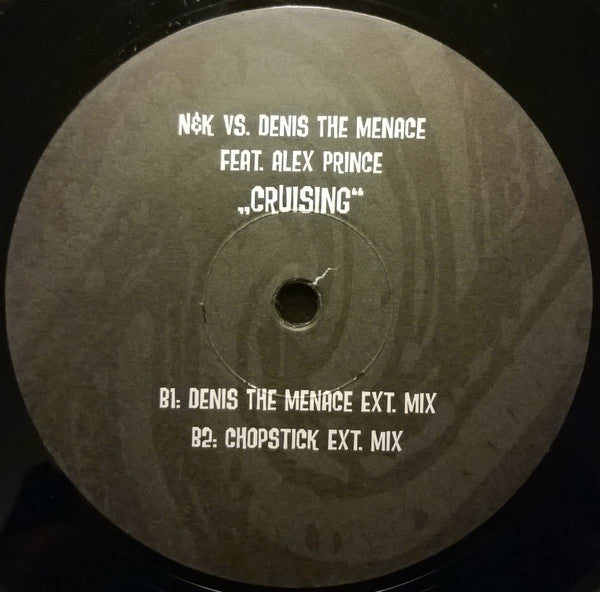 N&K VS. DENIS THE MENACE
FEAT. ALEX PRINCE
„CRUISING“
B1: DENIS THE MENACE EXT. MIX
B2: CHOPSTICK EXT. MIX